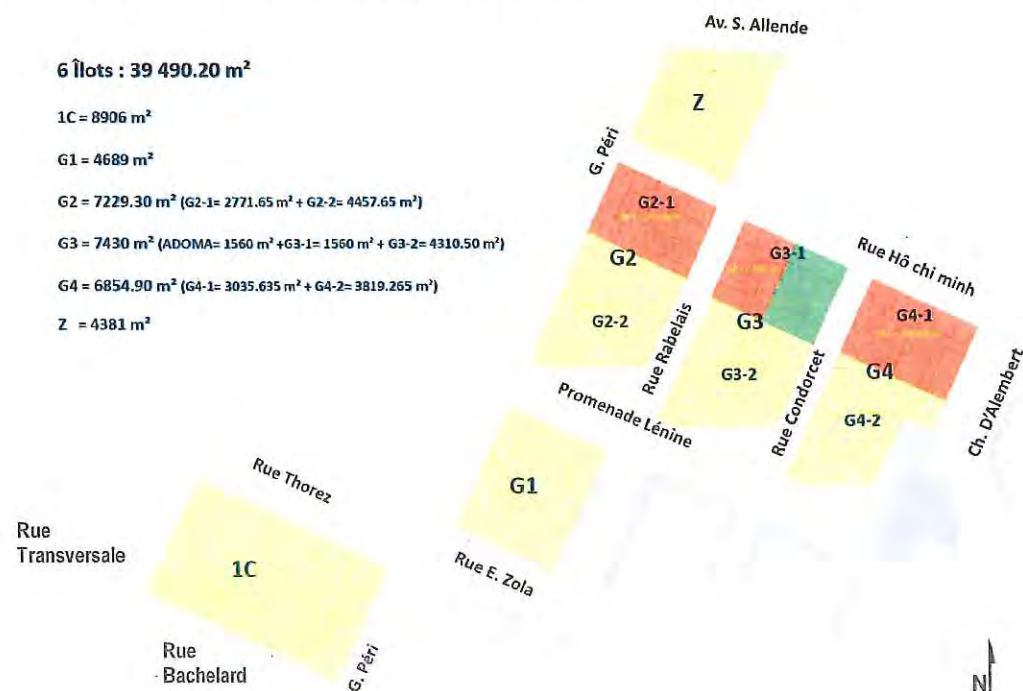 Av. S. Allende
6 Îlots : 39 490.20 m²
1C = 8906 m²
G1 = 4689 m²
G2 = 7229.30 m² (G2-1= 2771.65 m² + G2-2= 4457.65 m²)
G3 = 7430 m² (ADOMA= 1560 m² +G3-1= 1560 m² + G3-2= 4310.50 m²)
G4 = 6854.90 m² (G4-1= 3035.635 m² + G4-2= 3819.265 m²)
Z = 4381 m²
Z
G. Péri
G2-1
G2
G2-2
Rue Rabelais
G3-1
G3
G3-2
Rue Hô chi minh
Rue Condorcet
G4-1
G4
G4-2
Ch. D'Alembert
Promenade Lénine
G1
Rue E. Zola
Rue Thorez
Rue
Transversale
1C
Rue
Bachelard
G. Péri
N